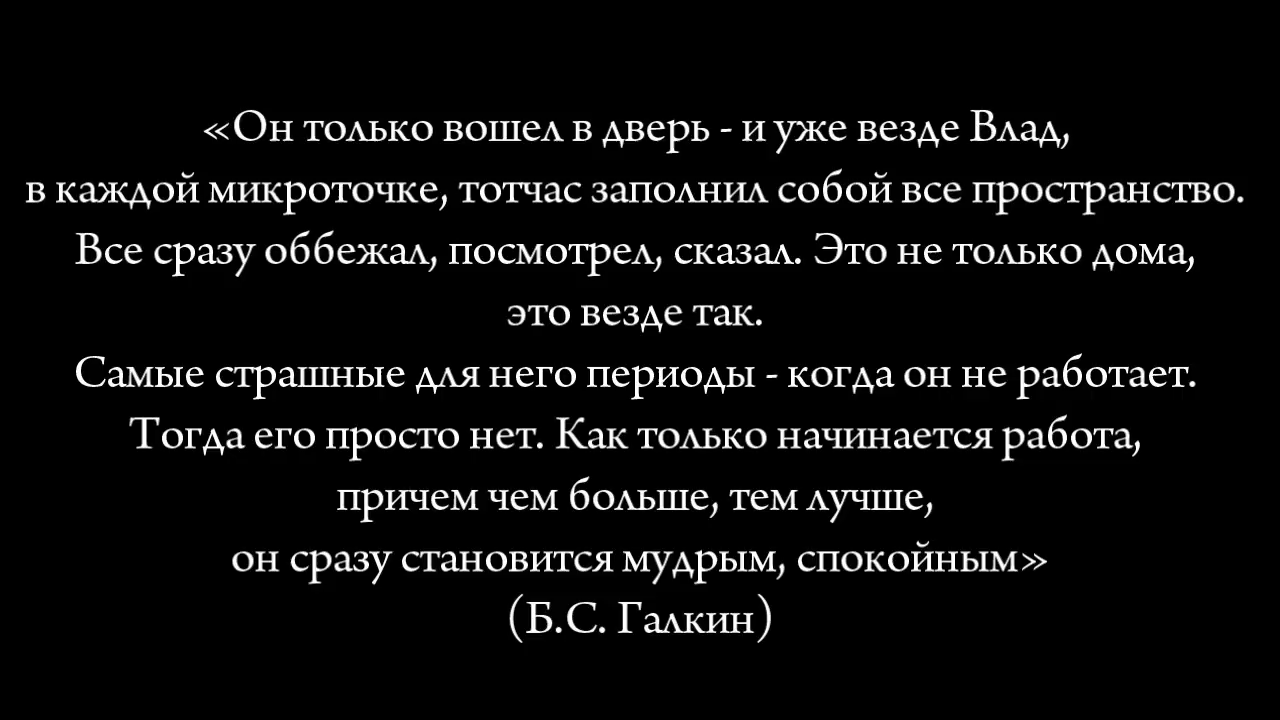 «Он только вошел в дверь - и уже везде Влад,
в каждой микроточке, тотчас заполнил собой все пространство.
Все сразу оббежал, посмотрел, сказал. Это не только дома,
это везде так.
Самые страшные для него периоды - когда он не работает.
Тогда его просто нет. Как только начинается работа,
причем чем больше, тем лучше,
он сразу становится мудрым, спокойным»
(Б.С. Галкин)